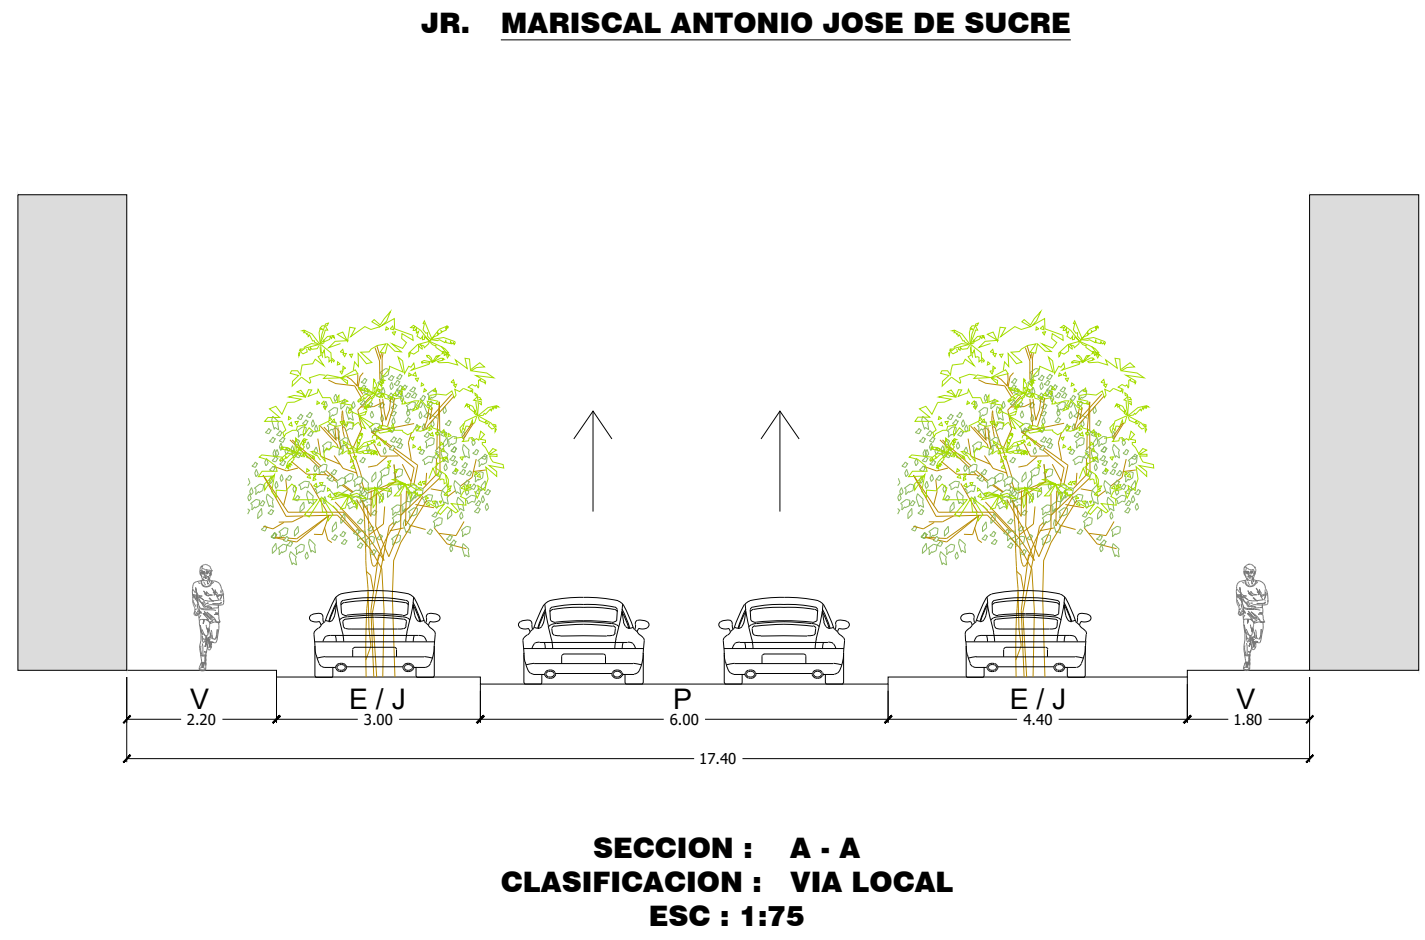 JR. MARISCAL ANTONIO JOSE DE SUCRE
V E / J P E / J V
2.20 3.00 6.00 4.40 1.80
17.40
SECCION : A - A
CLASIFICACION : VIA LOCAL
ESC : 1:75